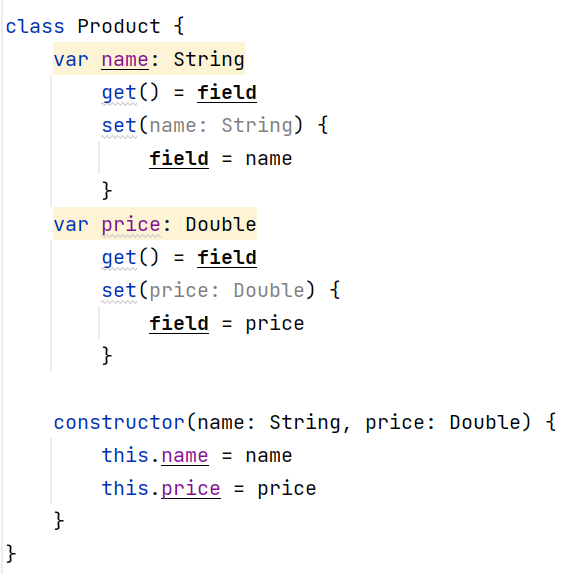 class Product {
    var name: String
        get() = field
        set(name: String) {
            field = name
        }
    var price: Double
        get() = field
        set(price: Double) {
            field = price
        }

    constructor(name: String, price: Double) {
        this.name = name
        this.price = price
    }
}